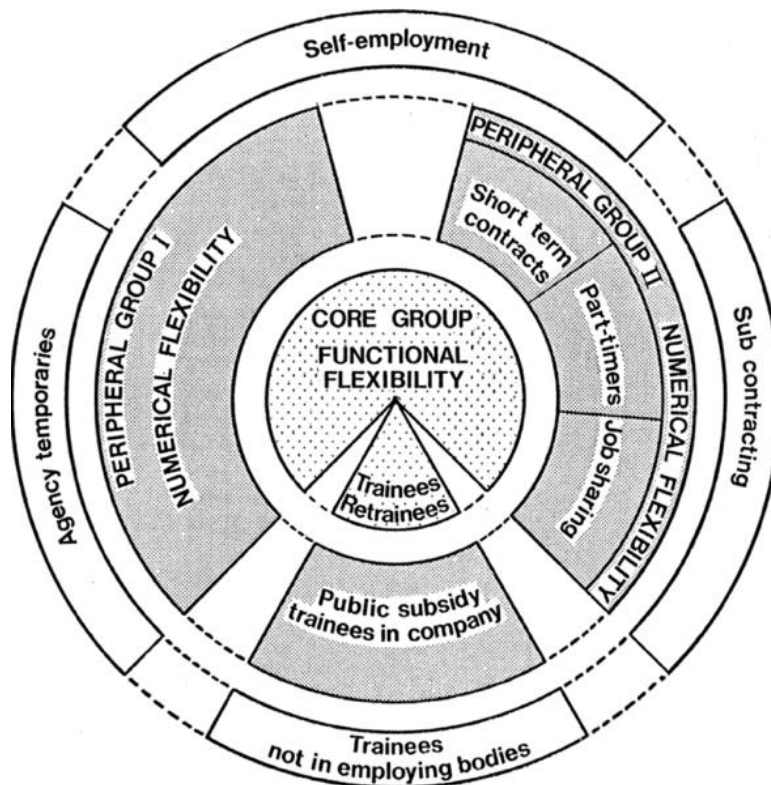 Self-employment
PERIPHERAL GROUP II
Short term
contracts
PERIPHERAL GROUP I
NUMERICAL FLEXIBILITY
CORE GROUP
FUNCTIONAL
FLEXIBILITY
Part-timers
NUMERICAL FLEXIBILITY
Sub contracting
Agency temporaries
Job sharing
Trainees
Retrainees
Public subsidy
trainees in company
Trainees
not in employing bodies